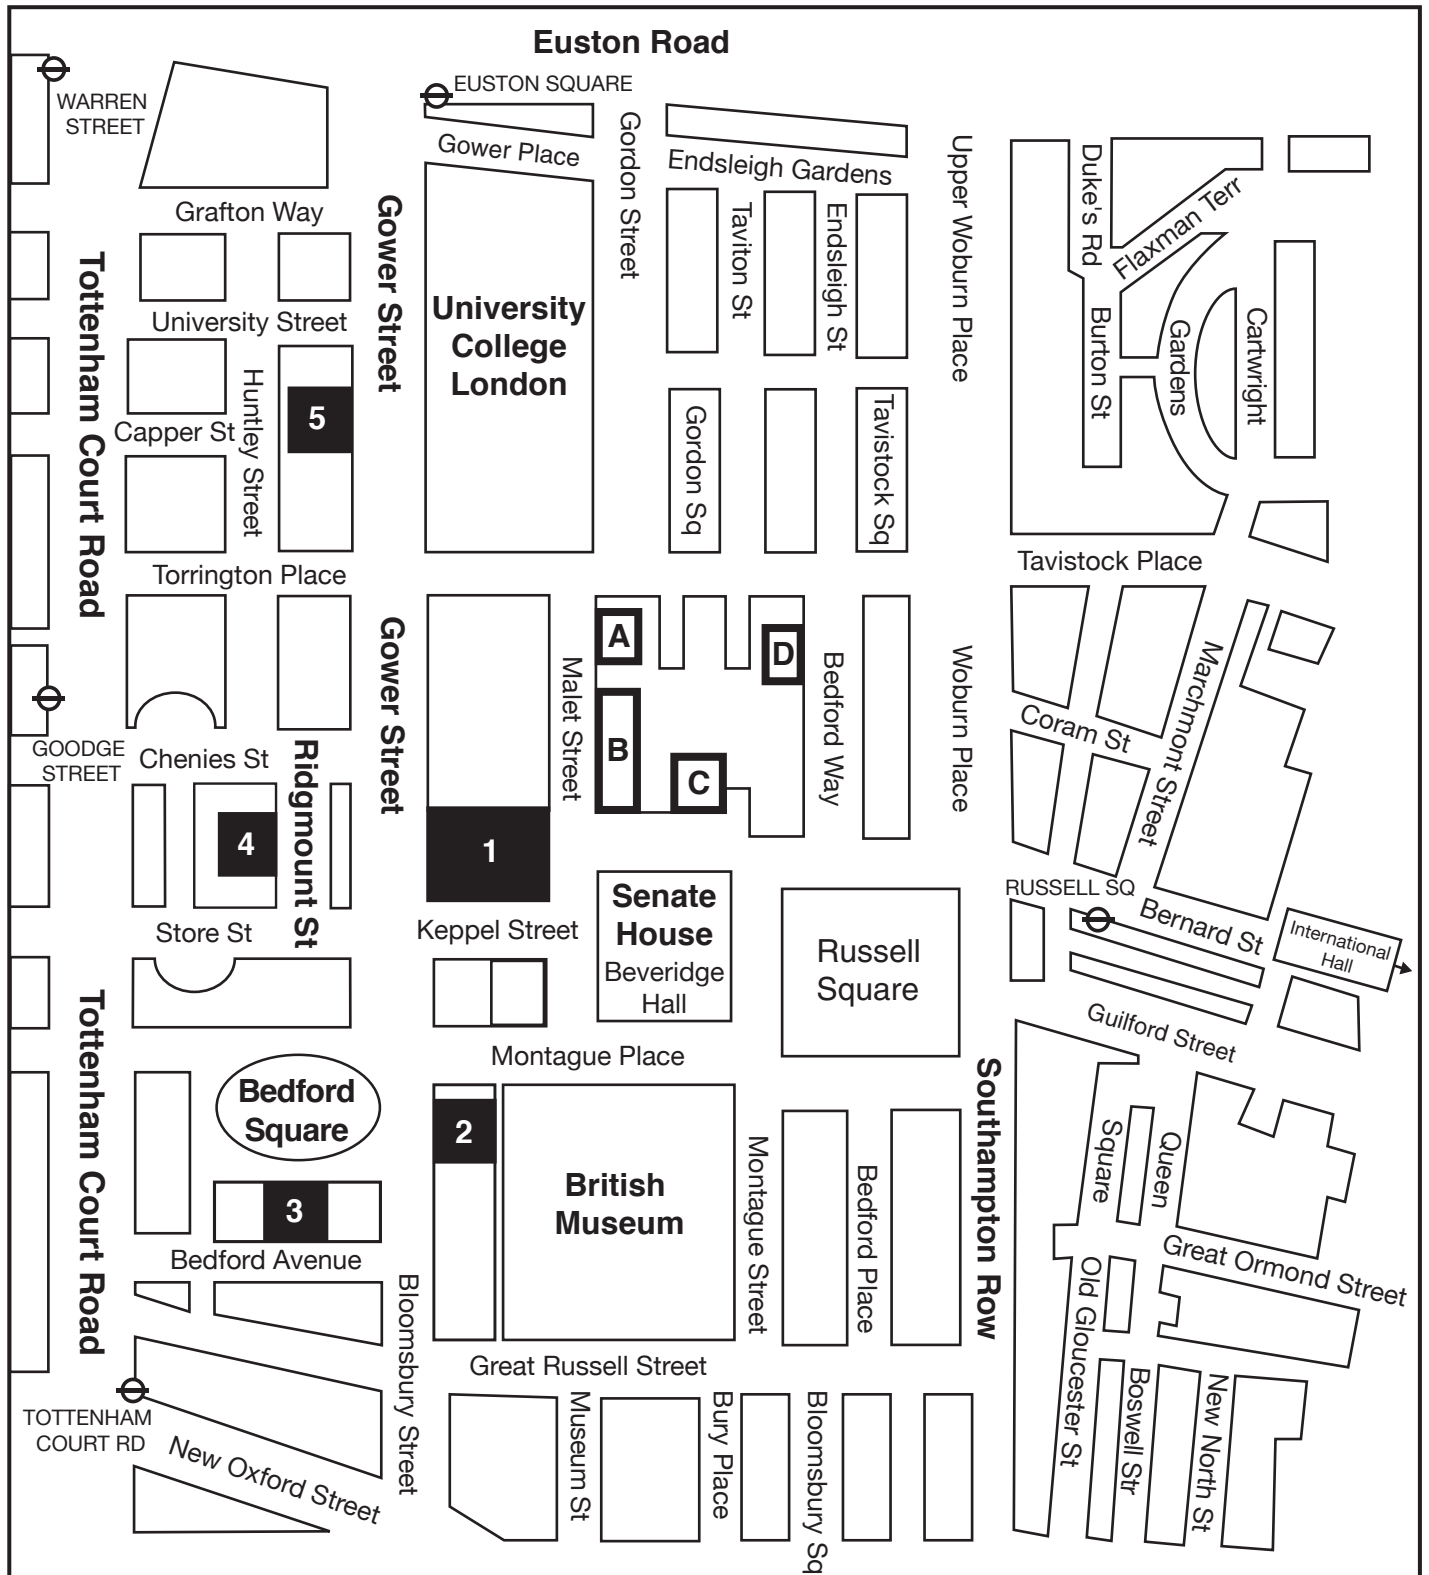 Euston Road
EUSTON SQUARE
WARREN
STREET
Gower Place
Gordon Street
Endsleigh Gardens
Upper Woburn Place
Duke's Rd
Flaxman Terr
Grafton Way
Gower Street
Taviton St
Endsleigh St
Tottenham Court Road
University
College
London
University Street
Burton St
Gardens
Cartwright
Huntley Street
5
Capper St
Gordon Sq
Tavistock Sq
Torrington Place
Tavistock Place
Gower Street
Malet Street
A
B
C
D
Bedford Way
Woburn Place
Coram St
Marchmont Street
GOODGE
STREET
Chenies St
Ridgmount St
4
1
Store St
Keppel Street
Senate
House
Beveridge
Hall
Russell
Square
RUSSELL SQ
Bernard St
International
Hall
Guilford Street
Montague Place
Tottenham Court Road
Bedford
Square
2
3
British
Museum
Montague Street
Bedford Place
Southampton Row
Square
Queen
Great Ormond Street
Bedford Avenue
Bloomsbury Street
Old Gloucester St
Great Russell Street
TOTTENHAM
COURT RD
New Oxford Street
Museum St
Bury Place
Bloomsbury Sq
Boswell Str
New North St